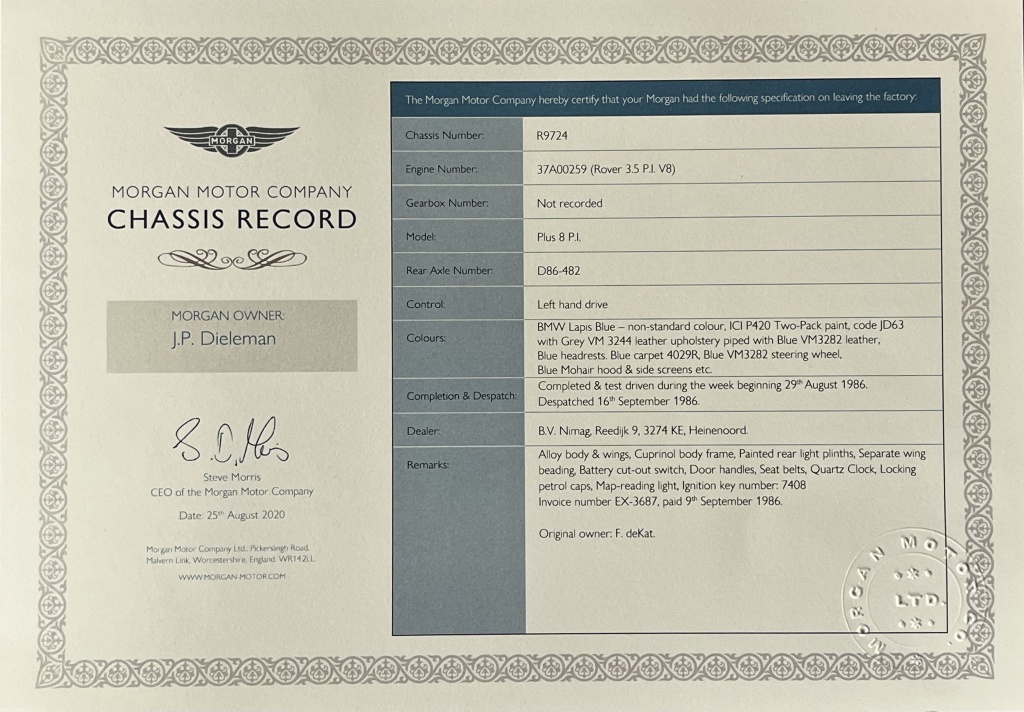 MORGAN
MORGAN MOTOR COMPANY
CHASSIS RECORD
MORGAN OWNER:
J.P. Dieleman
Steve Morris
CEO of the Morgan Motor Company
Date: 25th August 2020
Morgan Motor Company Ltd., Pickersleigh Road,
Malvern Link, Worcestershire, England. WR142LL.
WWW.MORGAN-MOTOR.COM
The Morgan Motor Company hereby certify that your Morgan had the following specification on leaving the factory:
Chassis Number: R9724
Engine Number: 37A00259 (Rover 3.5 P.I. V8)
Gearbox Number: Not recorded
Model: Plus 8 P.I.
Rear Axle Number: D86-482
Control: Left hand drive
Colours: BMW Lapis Blue – non-standard colour, ICI P420 Two-Pack paint, code JD63
with Grey VM 3244 leather upholstery piped with Blue VM3282 leather,
Blue headrests. Blue carpet 4029R, Blue VM3282 steering wheel,
Blue Mohair hood & side screens etc.
Completion & Despatch: Completed & test driven during the week beginning 29th August 1986.
Despatched 16th September 1986.
Dealer: B.V. Nimag, Reedijk 9, 3274 KE, Heinenoord.
Remarks: Alloy body & wings, Cuprinol body frame, Painted rear light plinths, Separate wing
beading, Battery cut-out switch, Door handles, Seat belts, Quartz Clock, Locking
petrol caps, Map-reading light, Ignition key number: 7408
Invoice number EX-3687, paid 9th September 1986.
Original owner: F. deKat.
MORGAN MOTOR CO.
LTD.